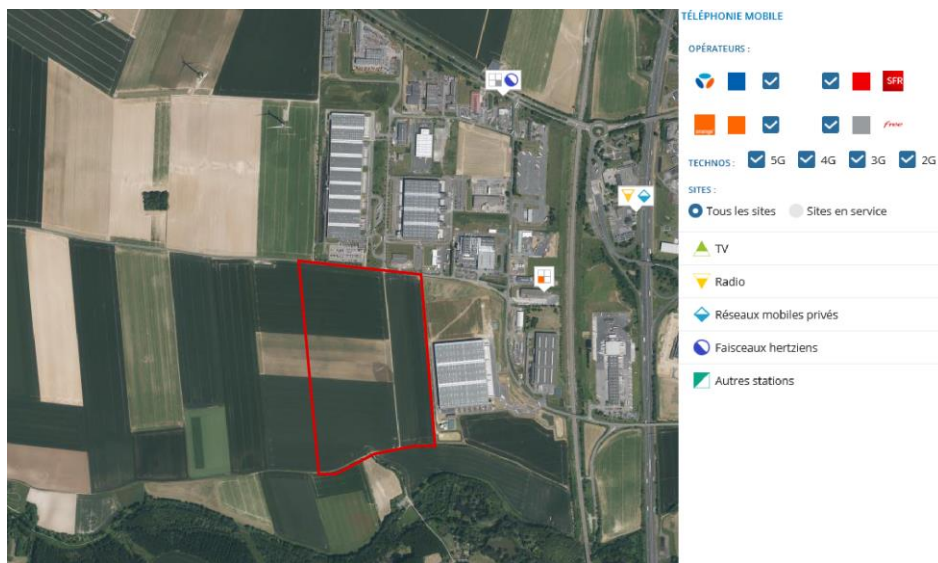 TÉLÉPHONIE MOBILE
OPÉRATEURS :
SFR
orange
free
TECHNOS : 5G 4G 3G 2G
SITES :
Tous les sites Sites en service
TV
Radio
Réseaux mobiles privés
Faisceaux hertziens
Autres stations